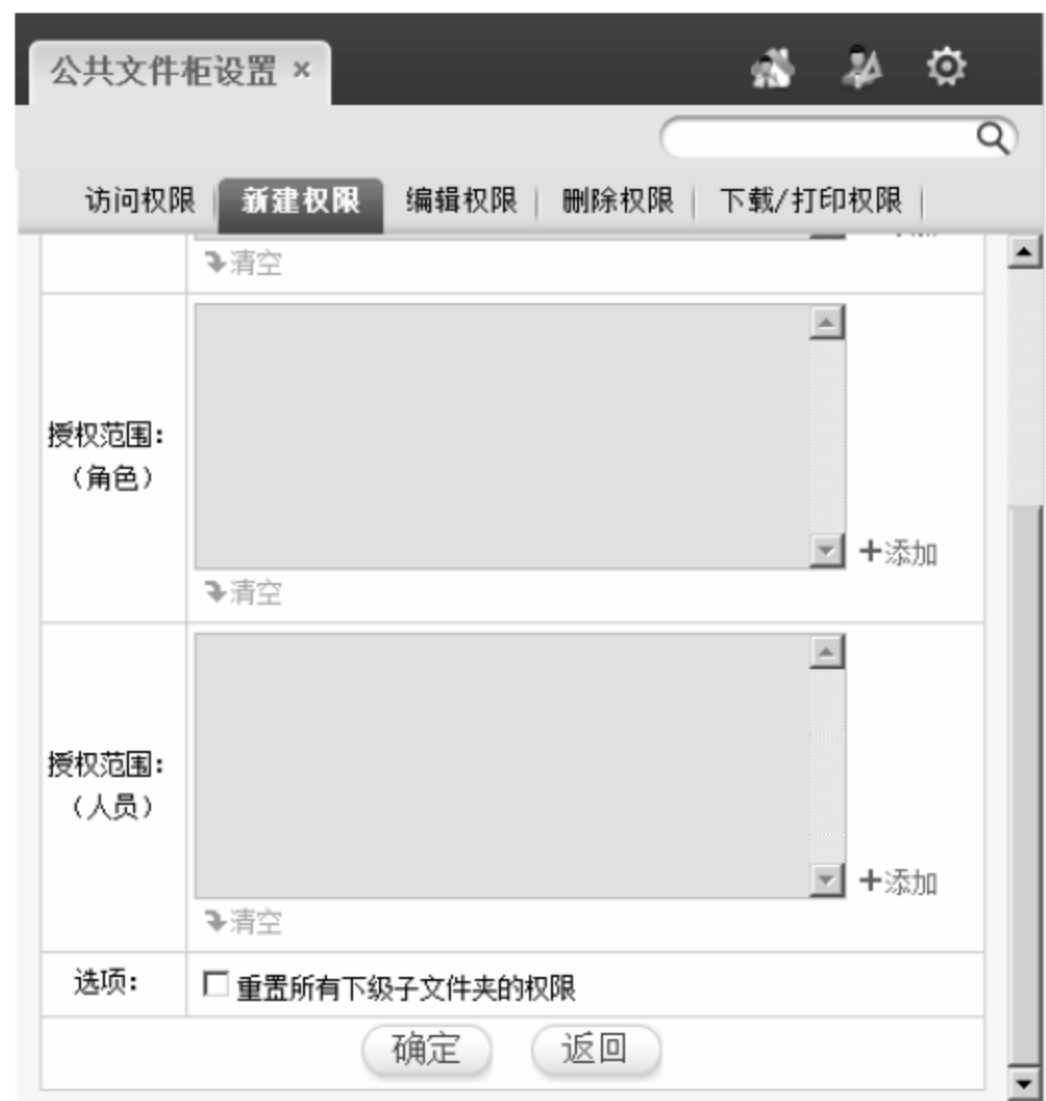 公共文件柜设置 ×
访问权限 新建权限 编辑权限 删除权限 下载/打印权限
清空
授权范围:
（角色）
+添加
清空
授权范围:
（人员）
+添加
清空
选项: 重置所有下级子文件夹的权限
确定 返回